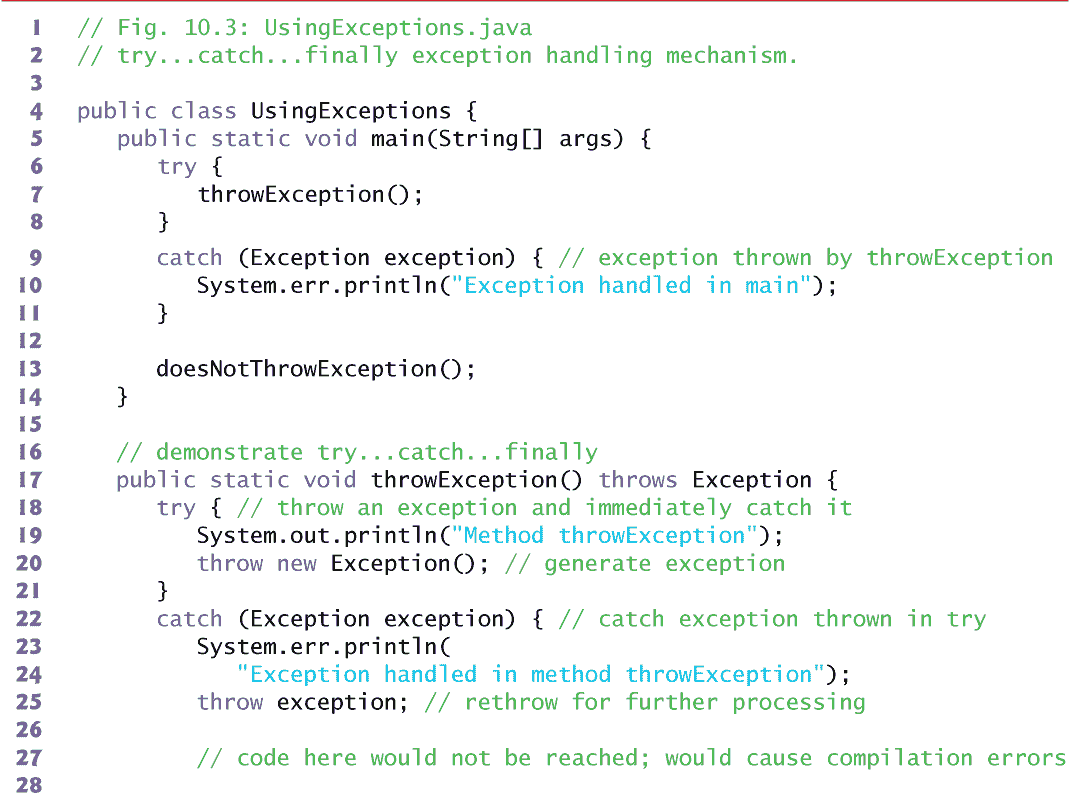 1 // Fig. 10.3: UsingExceptions.java
2 // try...catch...finally exception handling mechanism.
3
4 public class UsingExceptions {
5 public static void main(String[] args) {
6 try {
7 throwException();
8 }
9 catch (Exception exception) { // exception thrown by throwException
10 System.err.println("Exception handled in main");
11 }
12
13 doesNotThrowException();
14 }
15
16 // demonstrate try...catch...finally
17 public static void throwException() throws Exception {
18 try { // throw an exception and immediately catch it
19 System.out.println("Method throwException");
20 throw new Exception(); // generate exception
21 }
22 catch (Exception exception) { // catch exception thrown in try
23 System.err.println(
24 "Exception handled in method throwException");
25 throw exception; // rethrow for further processing
26
27 // code here would not be reached; would cause compilation errors
28